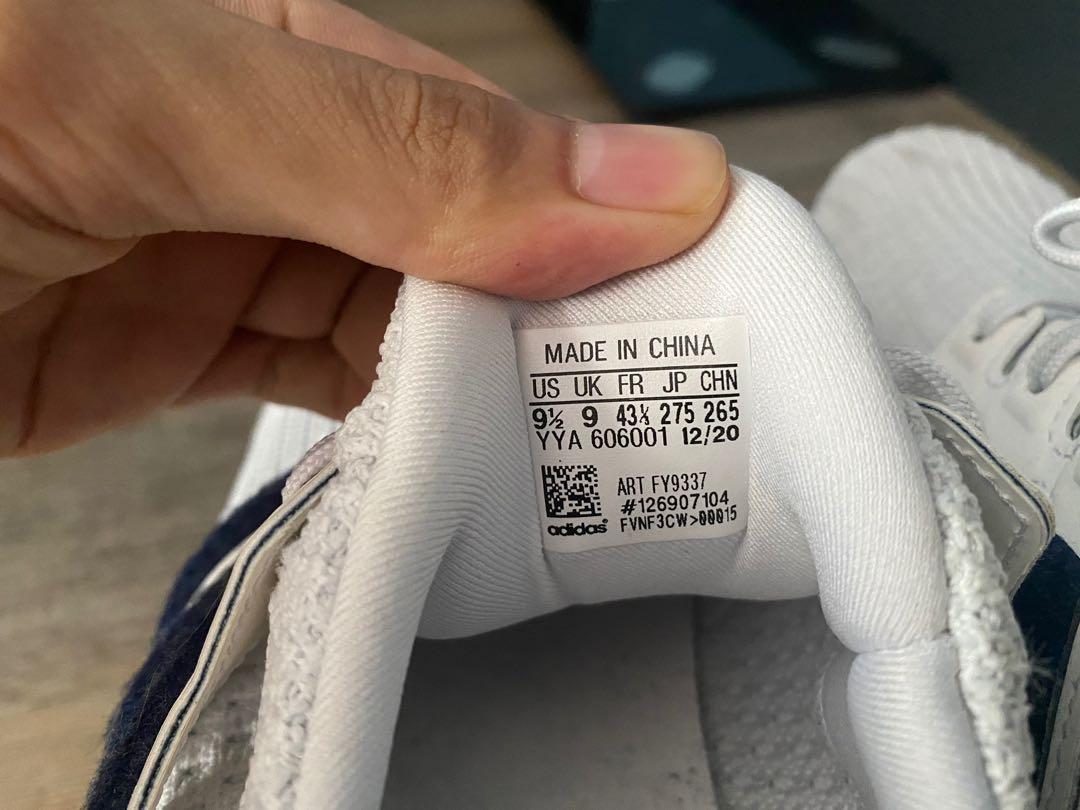 MADE IN CHINA
US UK FR JP CHN
9½ 9 43⅓ 275 265
YYA 606001 12/20
ART FY9337
#126907104
adidas FVNF3CW>00015